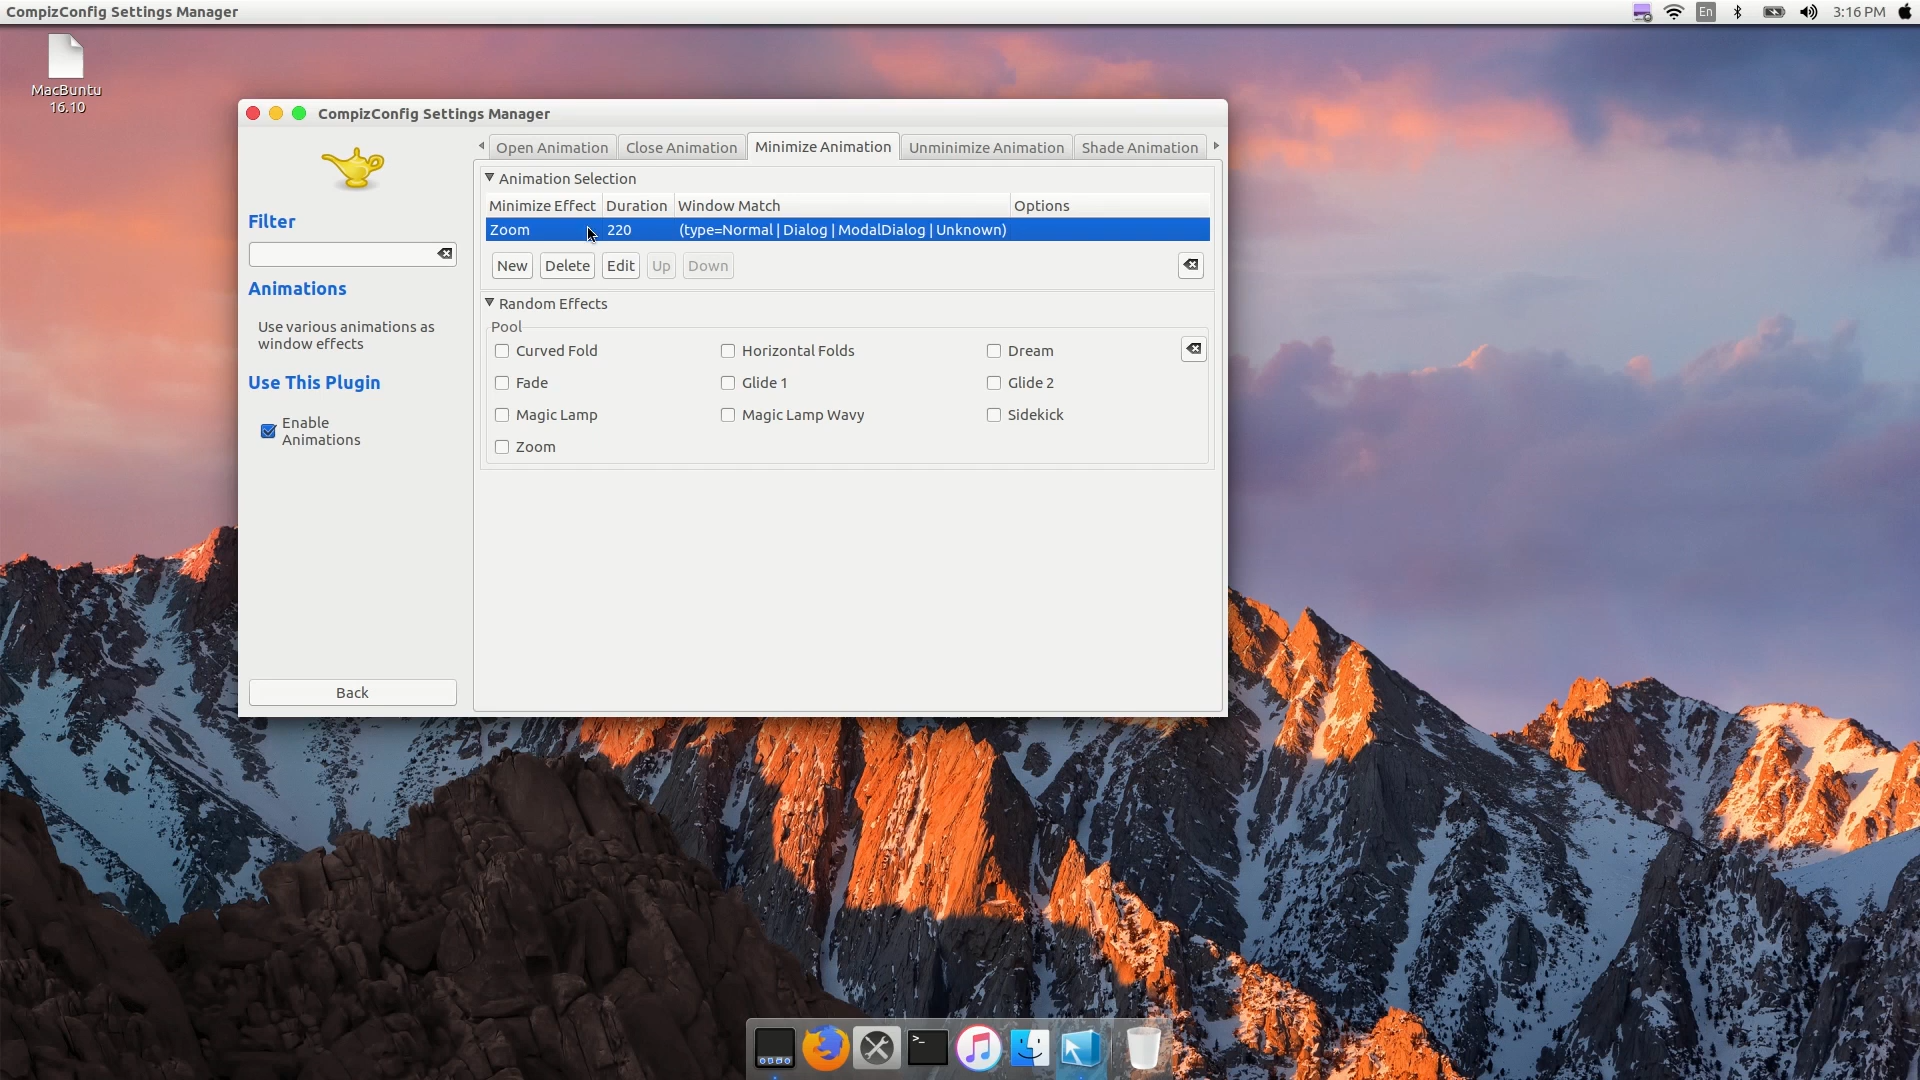 CompizConfig Settings Manager
En
3:16 PM
MacBuntu
16.10
CompizConfig Settings Manager
Open Animation
Close Animation
Minimize Animation
Unminimize Animation
Shade Animation
Filter
Animations
Use various animations as
window effects
Use This Plugin
Enable
Animations
Back
Animation Selection
Minimize Effect Duration Window Match Options
Zoom 220 (type=Normal | Dialog | ModalDialog | Unknown)
New Delete Edit Up Down
Random Effects
Pool
Curved Fold Horizontal Folds Dream
Fade Glide 1 Glide 2
Magic Lamp Magic Lamp Wavy Sidekick
Zoom
>_